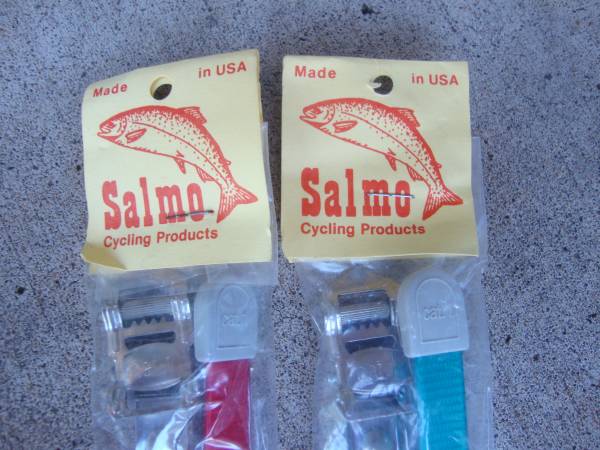 Made in USA
Salmo
Cycling Products
Made in USA
Salmo
Cycling Products